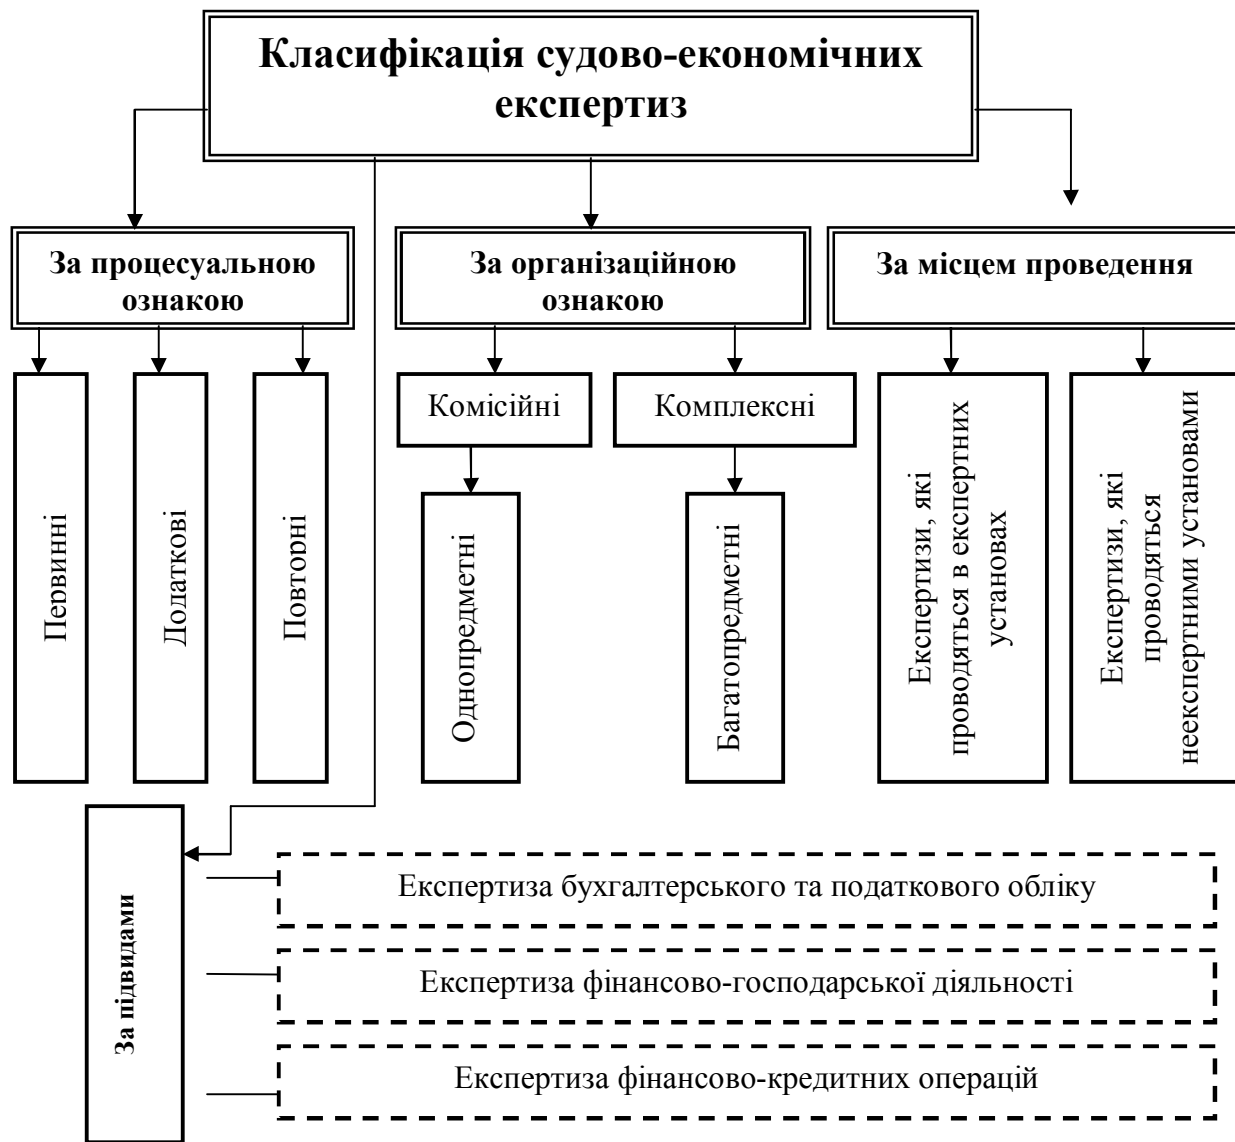 Класифікація судово-економічних
експертиз
За процесуальною
ознакою
За організаційною
ознакою
За місцем проведення
Первинні
Додаткові
Повторні
Комісійні
Комплексні
Однопредметні
Багатопредметні
Експертизи, які
проводяться в експертних
установах
Експертизи, які
проводяться
неекспертними установами
За підвидами
Експертиза бухгалтерського та податкового обліку
Експертиза фінансово-господарської діяльності
Експертиза фінансово-кредитних операцій